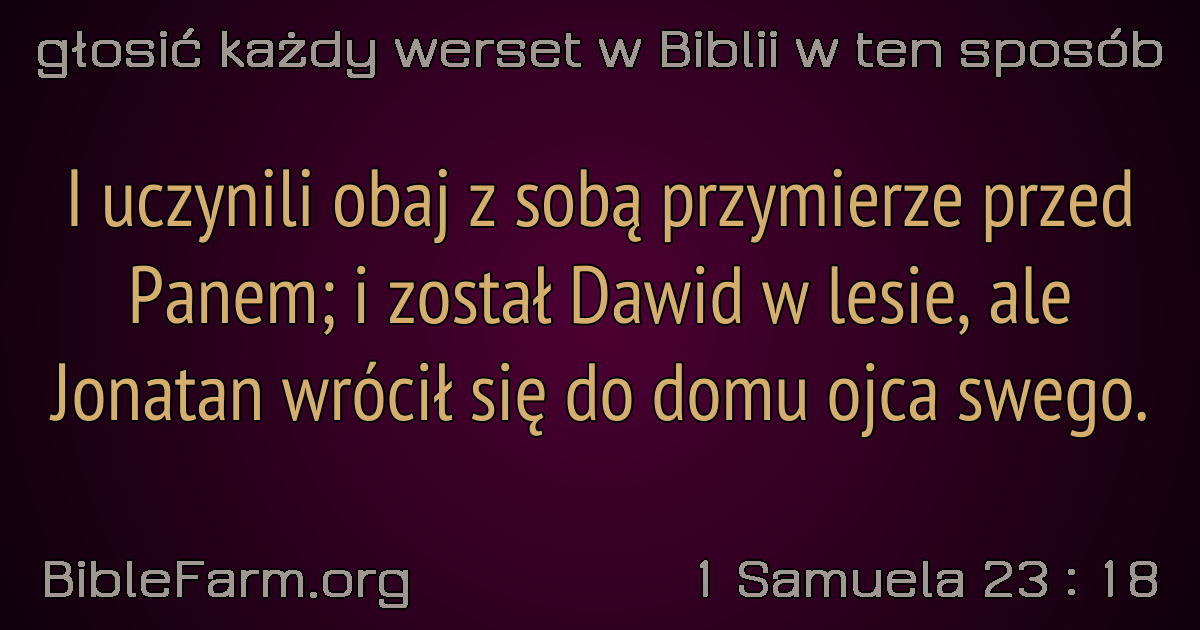 głosić każdy werset w Biblii w ten sposób
I uczynili obaj z sobą przymierze przed
Panem; i został Dawid w lesie, ale
Jonatan wrócił się do domu ojca swego.
BibleFarm.org
1 Samuela 23 : 18